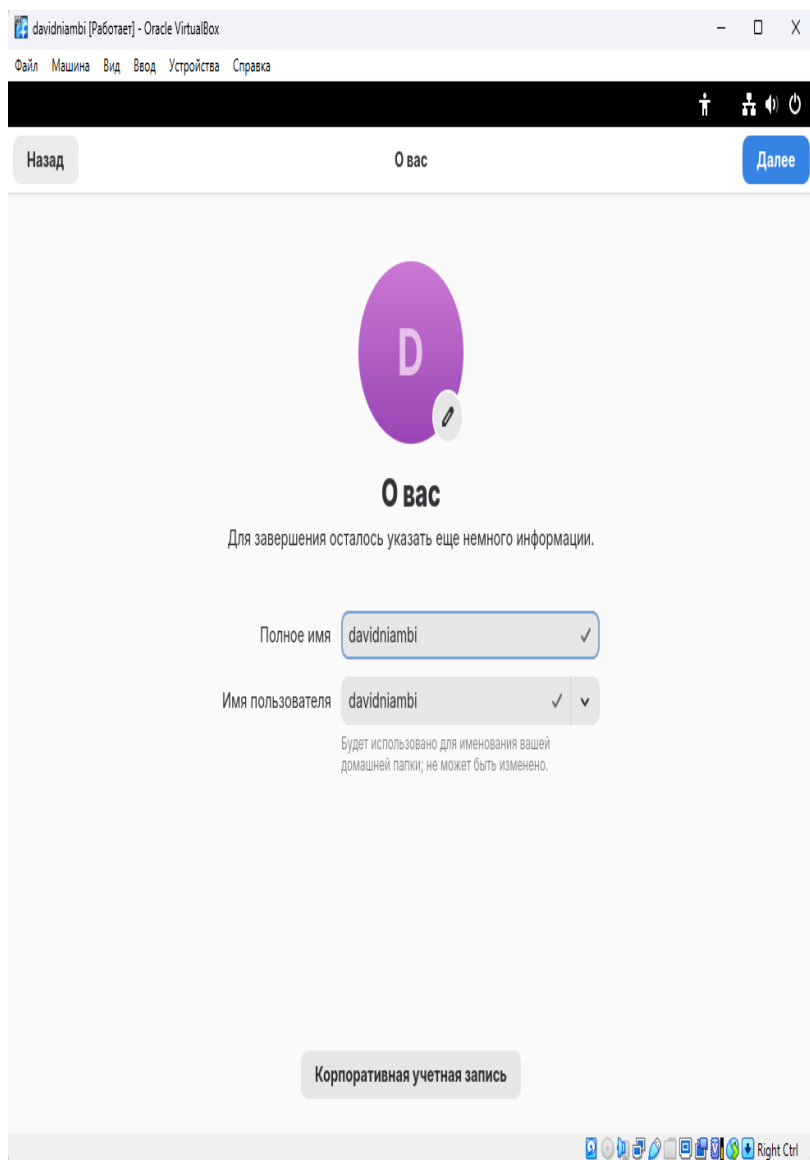 davidniambi [Работает] - Oracle VirtualBox
Файл Машина Вид Ввод Устройства Справка
Назад О вас Далее
D
О вас
Для завершения осталось указать еще немного информации.
Полное имя davidniambi
Имя пользователя davidniambi
Будет использовано для именования вашей
домашней папки; не может быть изменено.
Корпоративная учетная запись
Right Ctrl